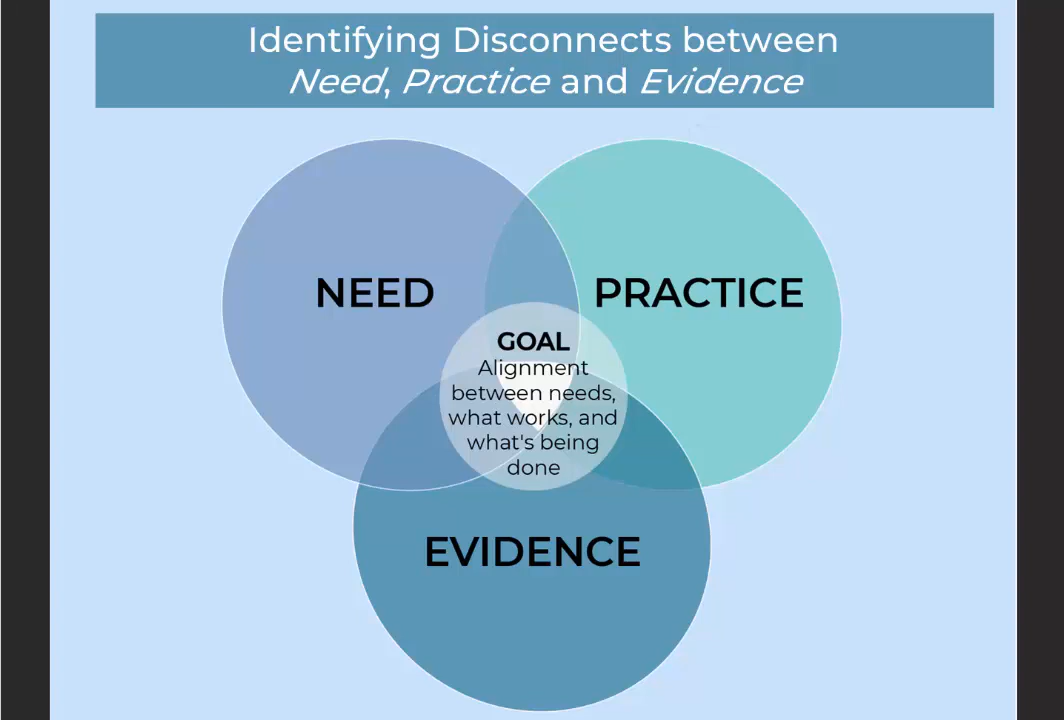 Identifying Disconnects between
Need, Practice and Evidence
NEED
PRACTICE
GOAL
Alignment
between needs,
what works, and
what's being
done
EVIDENCE